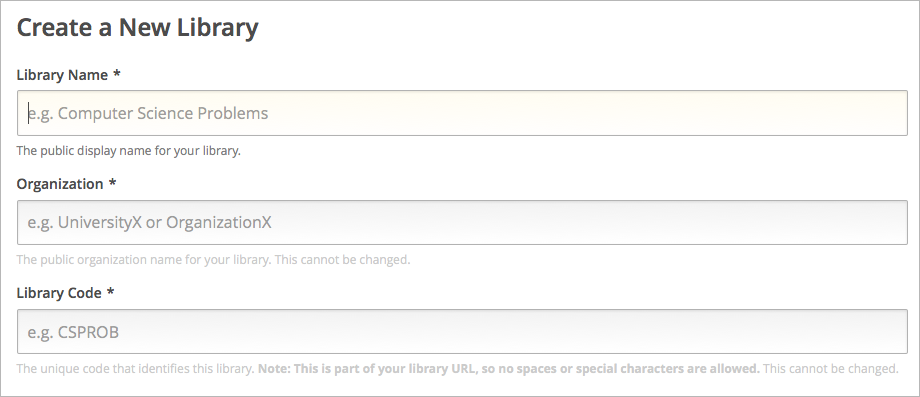 Create a New Library
Library Name *
e.g. Computer Science Problems
The public display name for your library.
Organization *
e.g. UniversityX or OrganizationX
The public organization name for your library. This cannot be changed.
Library Code *
e.g. CSPROB
The unique code that identifies this library. Note: This is part of your library URL, so no spaces or special characters are allowed. This cannot be changed.